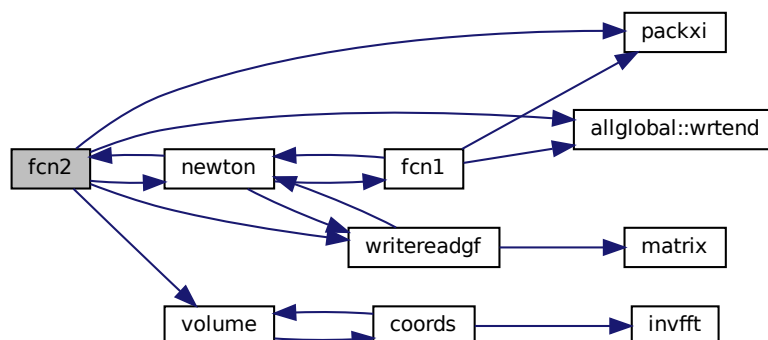 packxi
allglobal::wrtend
fcn2
newton
fcn1
writereadgf
matrix
volume
coords
invfft